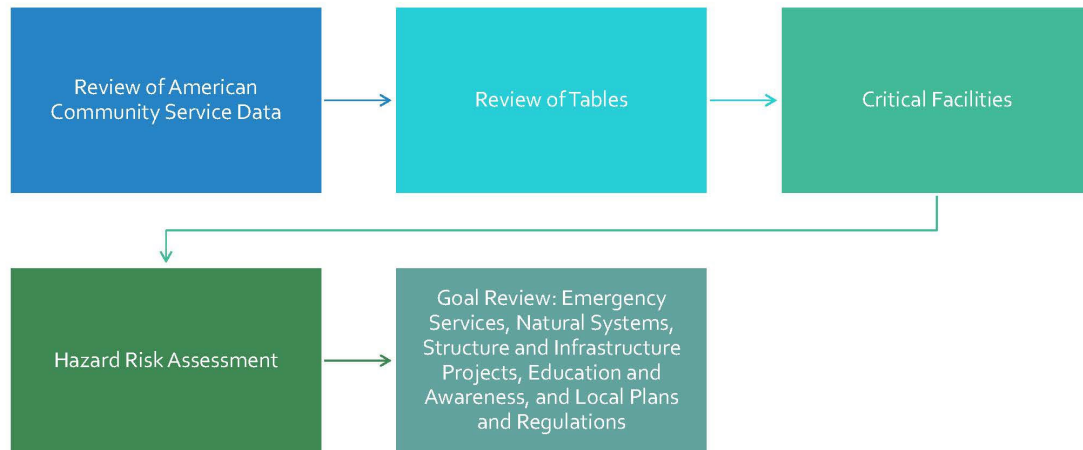 Review of American
Community Service Data
Review of Tables
Critical Facilities
Hazard Risk Assessment
Goal Review: Emergency
Services, Natural Systems,
Structure and Infrastructure
Projects, Education and
Awareness, and Local Plans
and Regulations